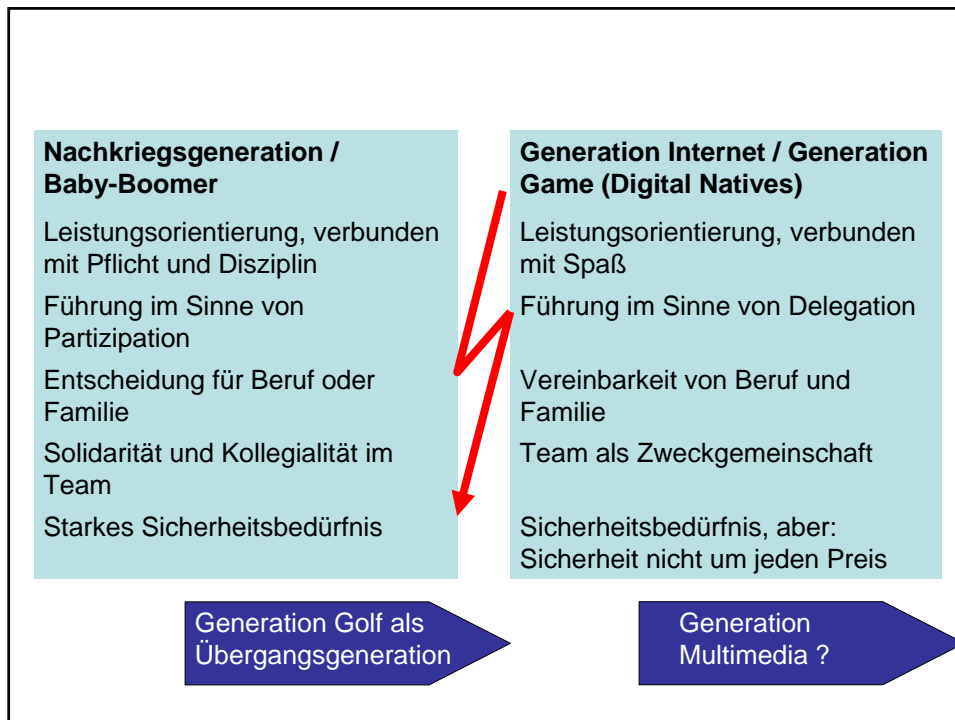 Nachkriegsgeneration /
Baby-Boomer
Leistungsorientierung, verbunden
mit Pflicht und Disziplin
Führung im Sinne von
Partizipation
Entscheidung für Beruf oder
Familie
Solidarität und Kollegialität im
Team
Starkes Sicherheitsbedürfnis
Generation Internet / Generation
Game (Digital Natives)
Leistungsorientierung, verbunden
mit Spaß
Führung im Sinne von Delegation
Vereinbarkeit von Beruf und
Familie
Team als Zweckgemeinschaft
Sicherheitsbedürfnis, aber:
Sicherheit nicht um jeden Preis
Generation Golf als
Übergangsgeneration
Generation
Multimedia ?